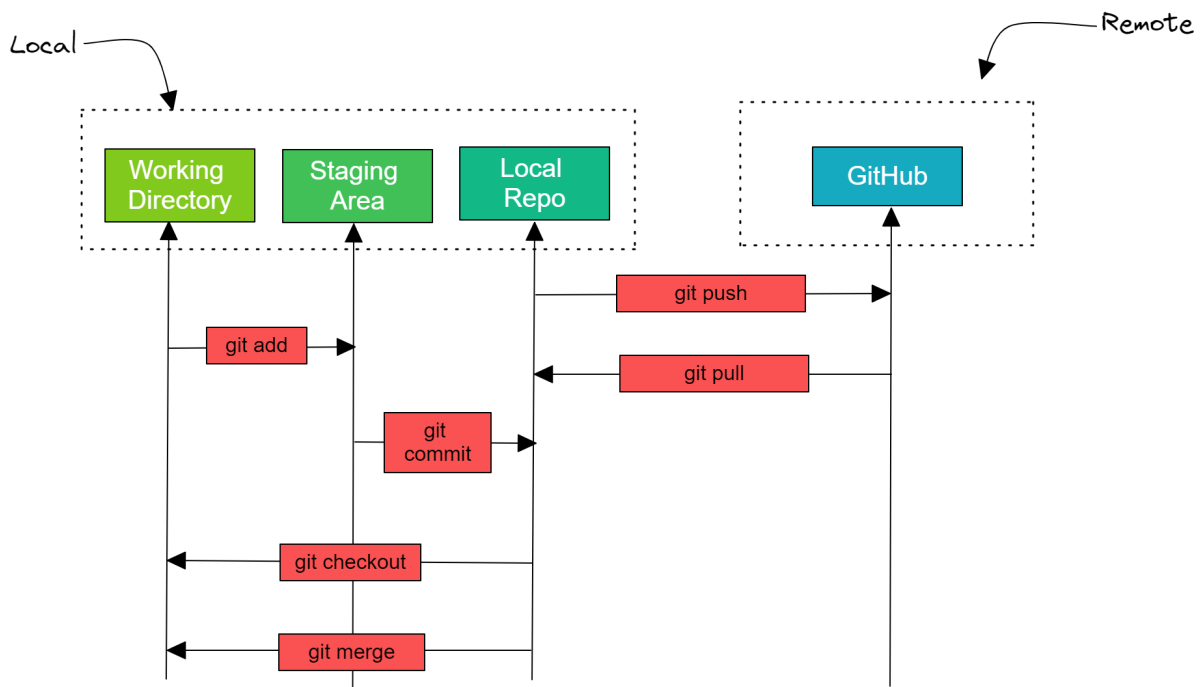 Local
Remote
Working
Directory
Staging
Area
Local
Repo
GitHub
git push
git add
git pull
git
commit
git checkout
git merge